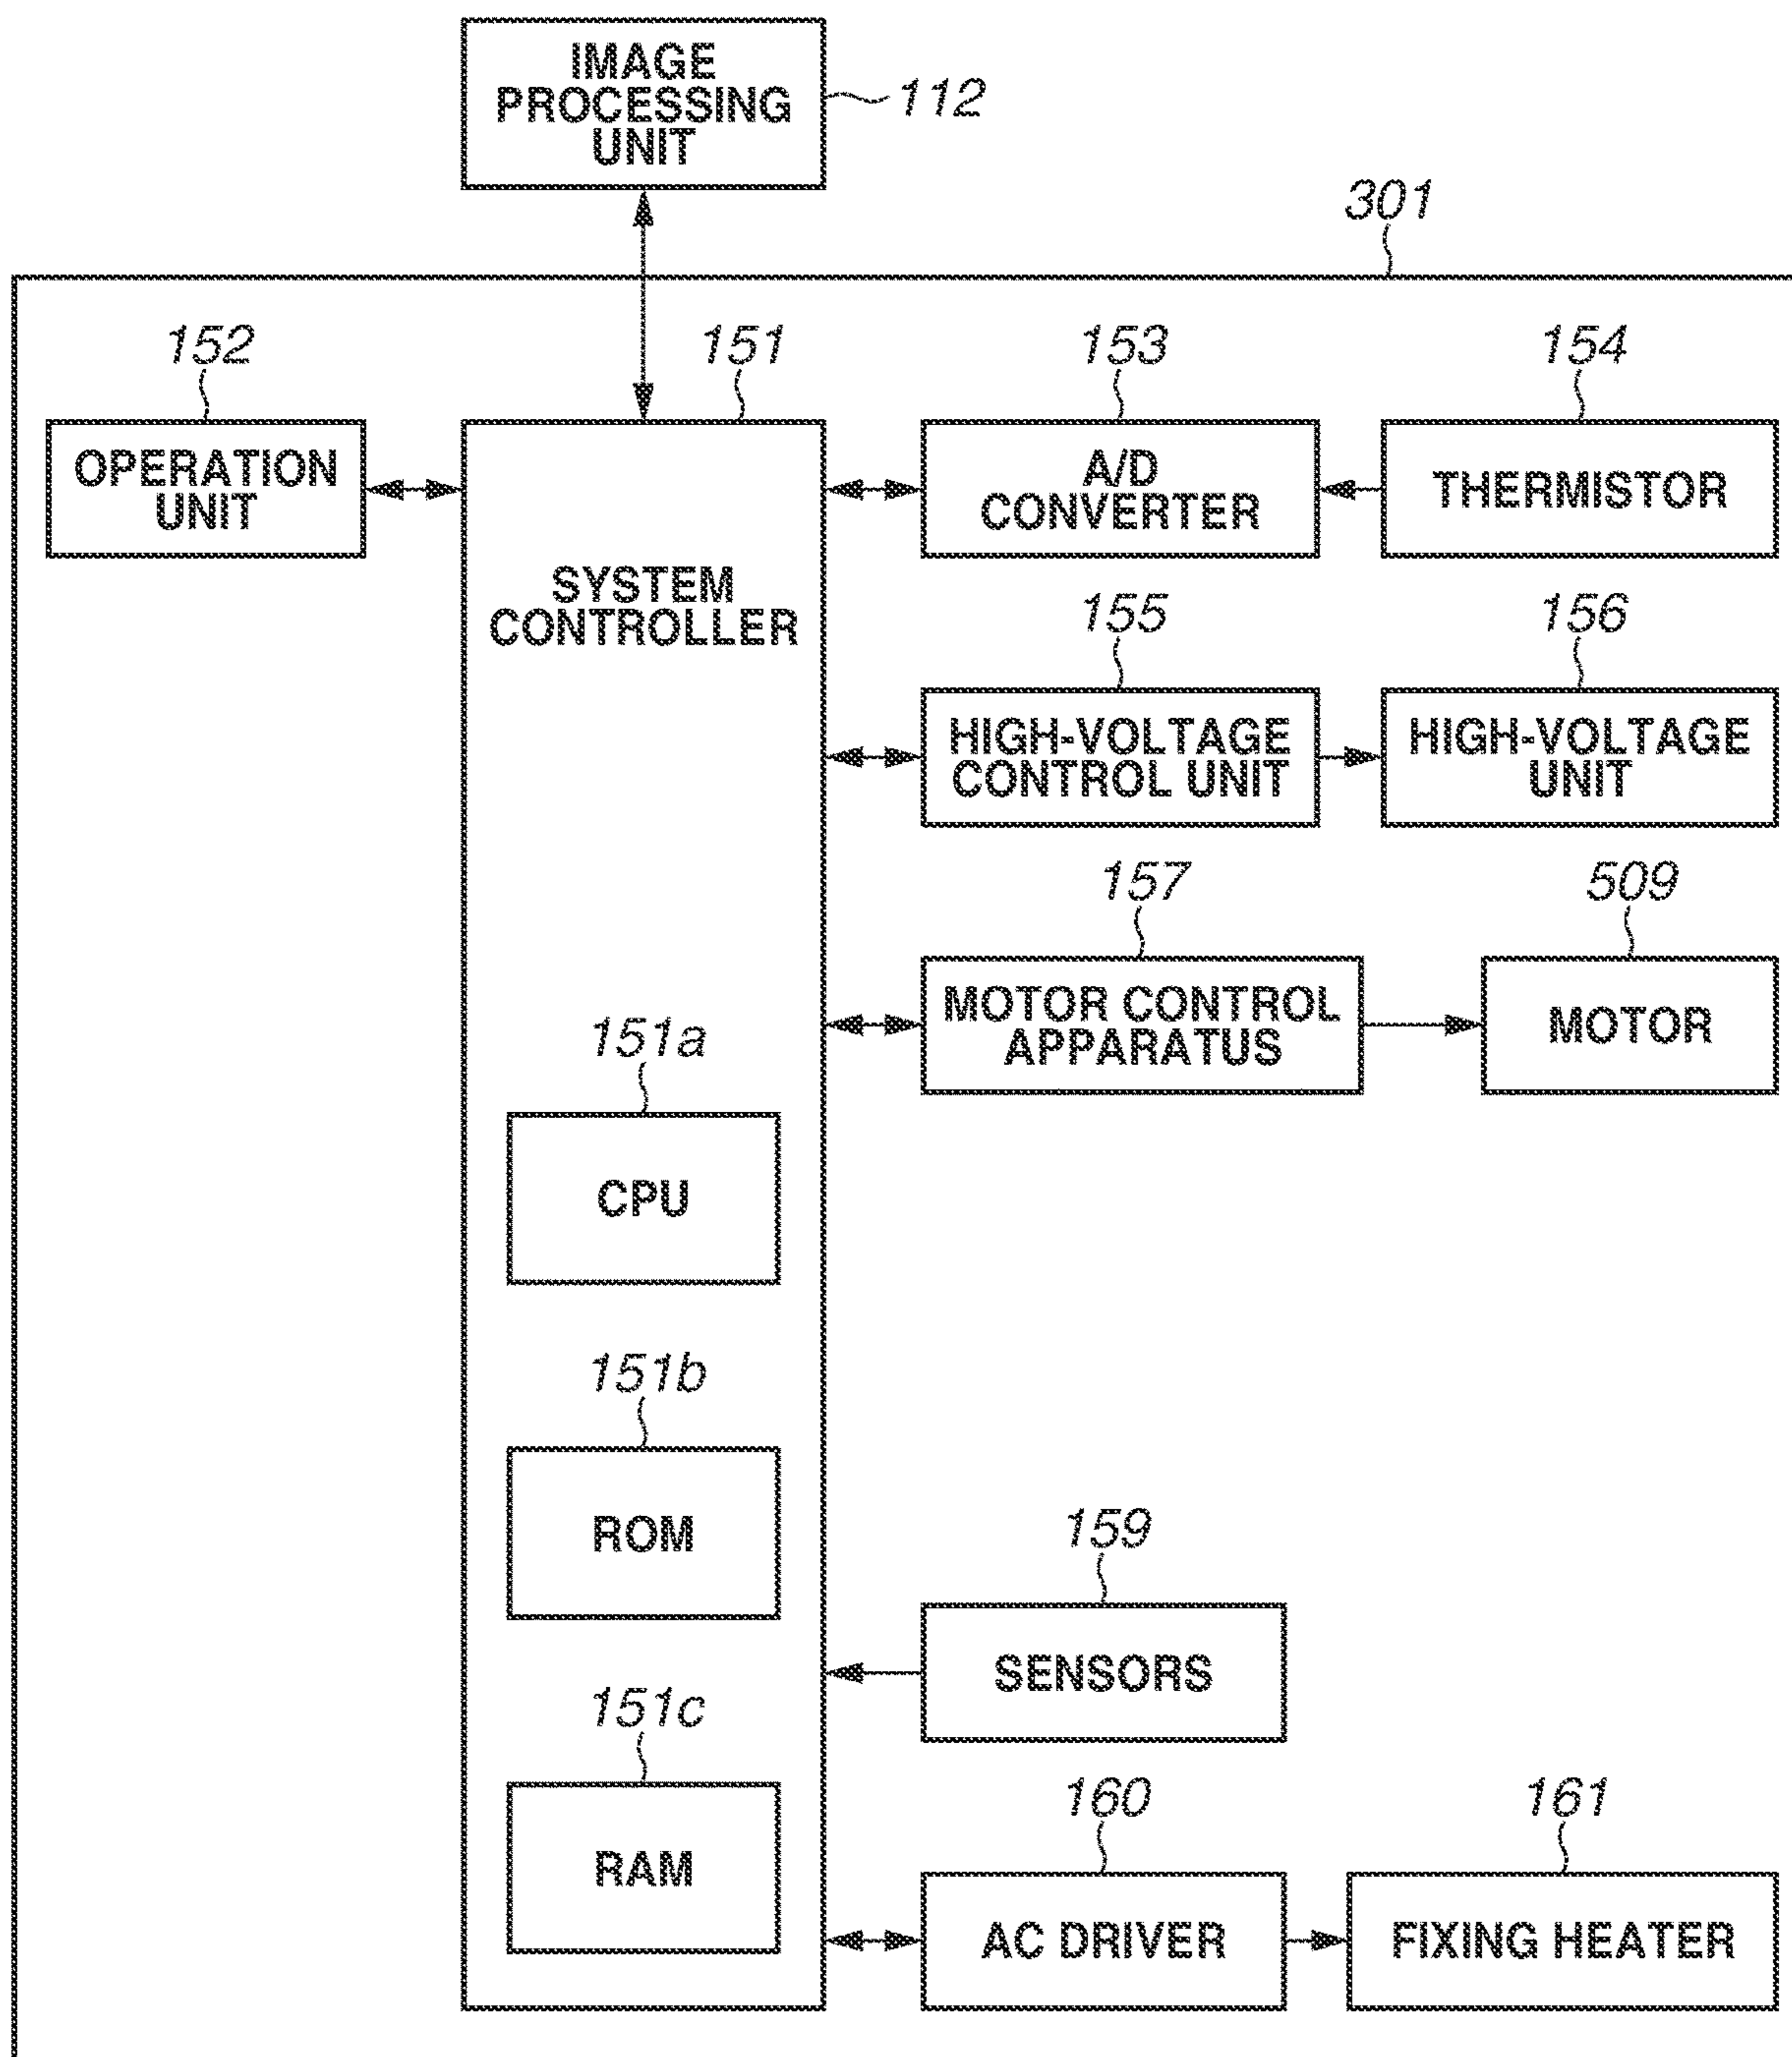 IMAGE
PROCESSING
UNIT
112
301
152
151
153
154
OPERATION
UNIT
A/D
CONVERTER
THERMISTOR
SYSTEM
CONTROLLER
155
156
HIGH-VOLTAGE
CONTROL UNIT
HIGH-VOLTAGE
UNIT
157
509
MOTOR CONTROL
APPARATUS
MOTOR
151a
CPU
151b
ROM
159
SENSORS
151c
RAM
160
161
AC DRIVER
FIXING HEATER